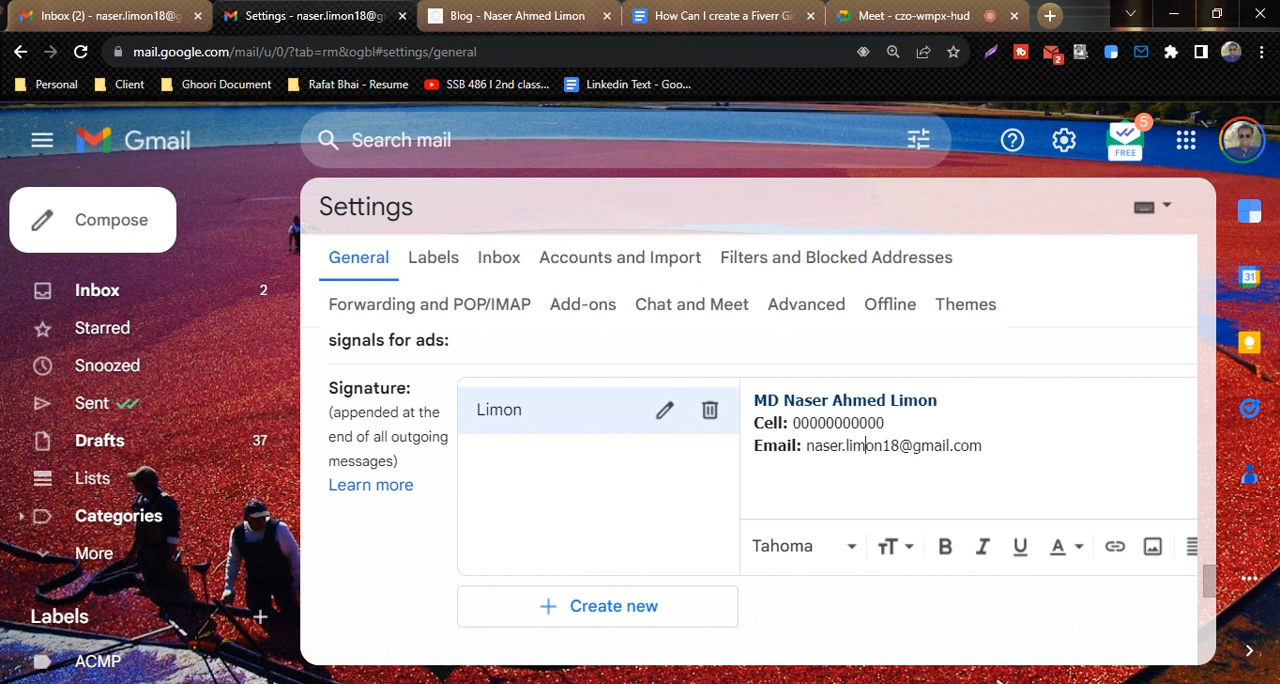 Inbox (2) - naser.limon18@g
Settings - naser.limon18@g
Blog - Naser Ahmed Limon
How Can I create a Fiverr Gi
Meet - czo-wmpx-hud
mail.google.com/mail/u/0/?tab=rm&ogbl#settings/general
2
Personal
Client
Ghoori Document
Rafat Bhai - Resume
SSB 486 I 2nd class...
Linkedin Text - Goo...
Gmail
Search mail
5
FREE
Compose
Settings
General
Labels
Inbox
Accounts and Import
Filters and Blocked Addresses
Forwarding and POP/IMAP
Add-ons
Chat and Meet
Advanced
Offline
Themes
Inbox 2
Starred
Snoozed
Sent
Drafts 37
Lists
Categories
More
Labels
ACMP
signals for ads:
Signature:
(appended at the
end of all outgoing
messages)
Learn more
Limon
MD Naser Ahmed Limon
Cell: 00000000000
Email: naser.limon18@gmail.com
Tahoma
Create new
31